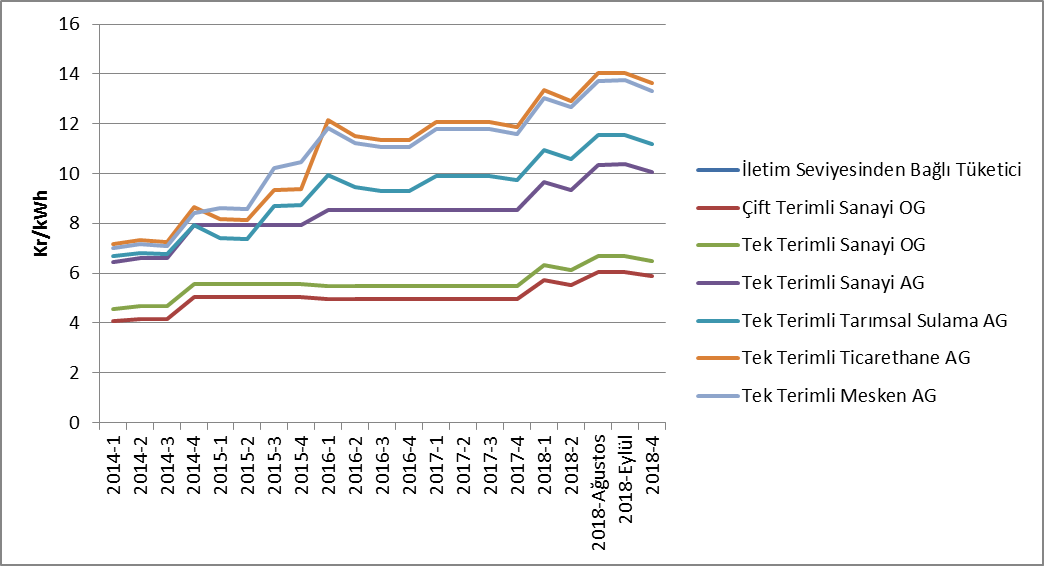 16
14
12
10
8
6
4
2
0
Kr/kWh
2014-1
2014-2
2014-3
2014-4
2015-1
2015-2
2015-3
2015-4
2016-1
2016-2
2016-3
2016-4
2017-1
2017-2
2017-3
2017-4
2018-1
2018-2
2018-Ağustos
2018-Eylül
2018-4
İletim Seviyesinden Bağlı Tüketici
Çift Terimli Sanayi OG
Tek Terimli Sanayi OG
Tek Terimli Sanayi AG
Tek Terimli Tarımsal Sulama AG
Tek Terimli Ticarethane AG
Tek Terimli Mesken AG